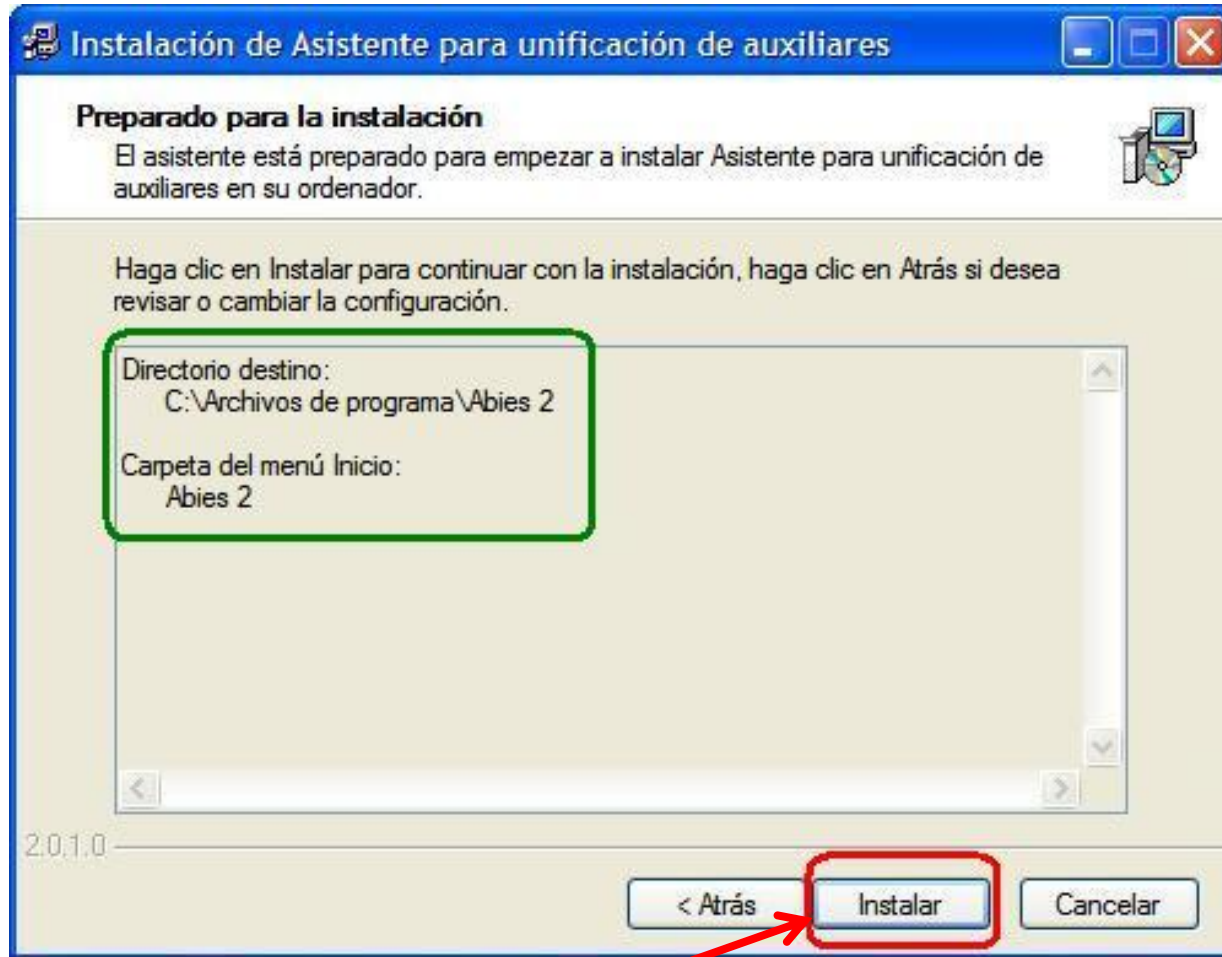 Instalación de Asistente para unificación de auxiliares
Preparado para la instalación
El asistente está preparado para empezar a instalar Asistente para unificación de
auxiliares en su ordenador.
Haga clic en Instalar para continuar con la instalación, haga clic en Atrás si desea
revisar o cambiar la configuración.
Directorio destino:
C:\Archivos de programa\Abies 2
Carpeta del menú Inicio:
Abies 2
2.0.1.0
< Atrás
Instalar
Cancelar